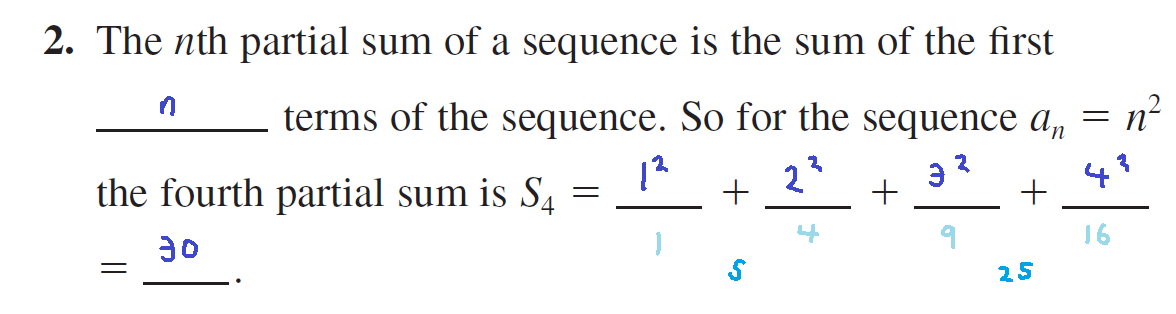 2. The nth partial sum of a sequence is the sum of the first
n terms of the sequence. So for the sequence aₙ = n²
the fourth partial sum is S₄ = 1² + 2² + 3² + 4²
1 4 9 16
= 30.
5 25